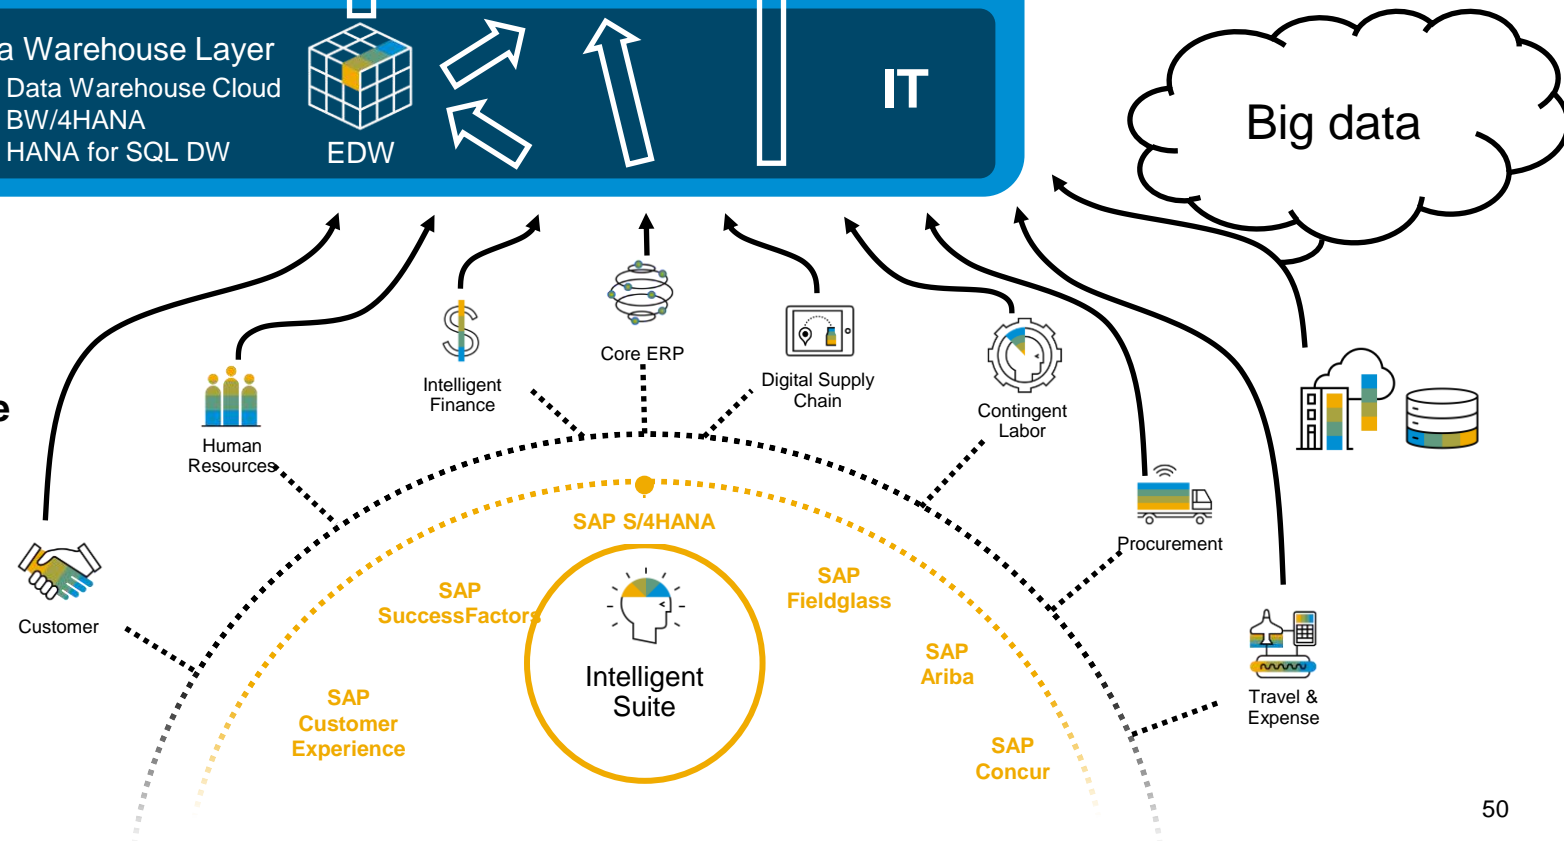 a Warehouse Layer
Data Warehouse Cloud
BW/4HANA
HANA for SQL DW
EDW
IT
Big data
Core ERP
Intelligent
Finance
Digital Supply
Chain
Contingent
Labor
e
Human
Resources
SAP S/4HANA
Procurement
SAP
SuccessFactors
SAP
Fieldglass
Customer
Intelligent
Suite
SAP
Ariba
SAP
Customer
Experience
Travel &
Expense
SAP
Concur
50